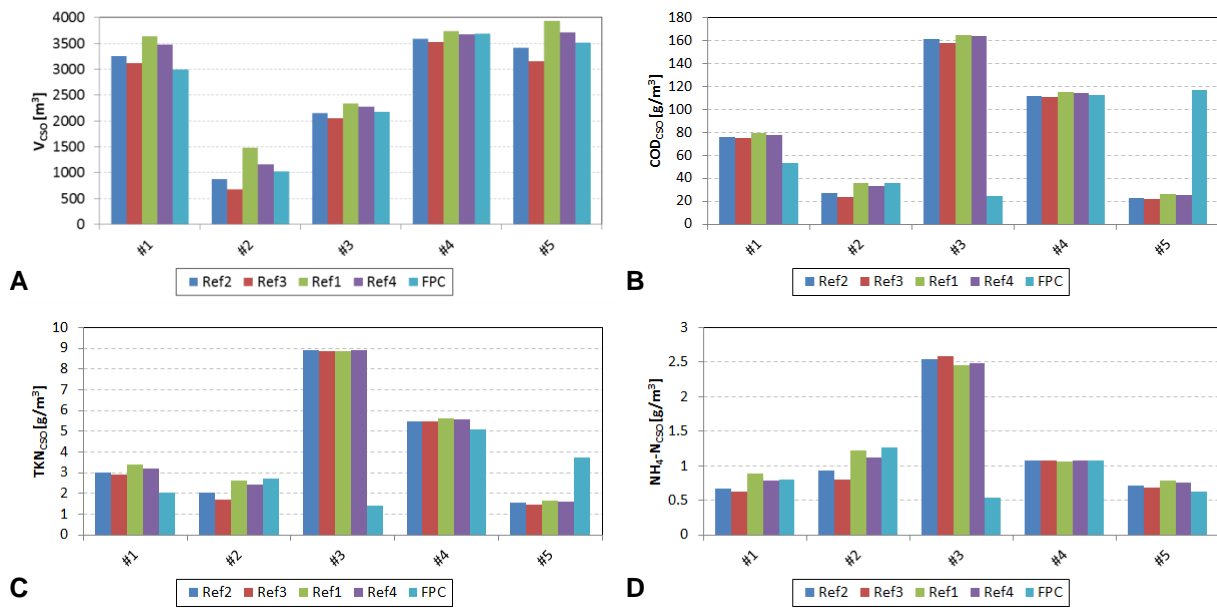 4000
3500
3000
2500
2000
1500
1000
500
0
V_CSO [m³]
#1 #2 #3 #4 #5
Ref2 Ref3 Ref1 Ref4 FPC
A
180
160
140
120
100
80
60
40
20
0
COD_CSO [g/m³]
#1 #2 #3 #4 #5
Ref2 Ref3 Ref1 Ref4 FPC
B
10
9
8
7
6
5
4
3
2
1
0
TKN_CSO [g/m³]
#1 #2 #3 #4 #5
Ref2 Ref3 Ref1 Ref4 FPC
C
3
2.5
2
1.5
1
0.5
0
NH₄-N_CSO [g/m³]
#1 #2 #3 #4 #5
Ref2 Ref3 Ref1 Ref4 FPC
D